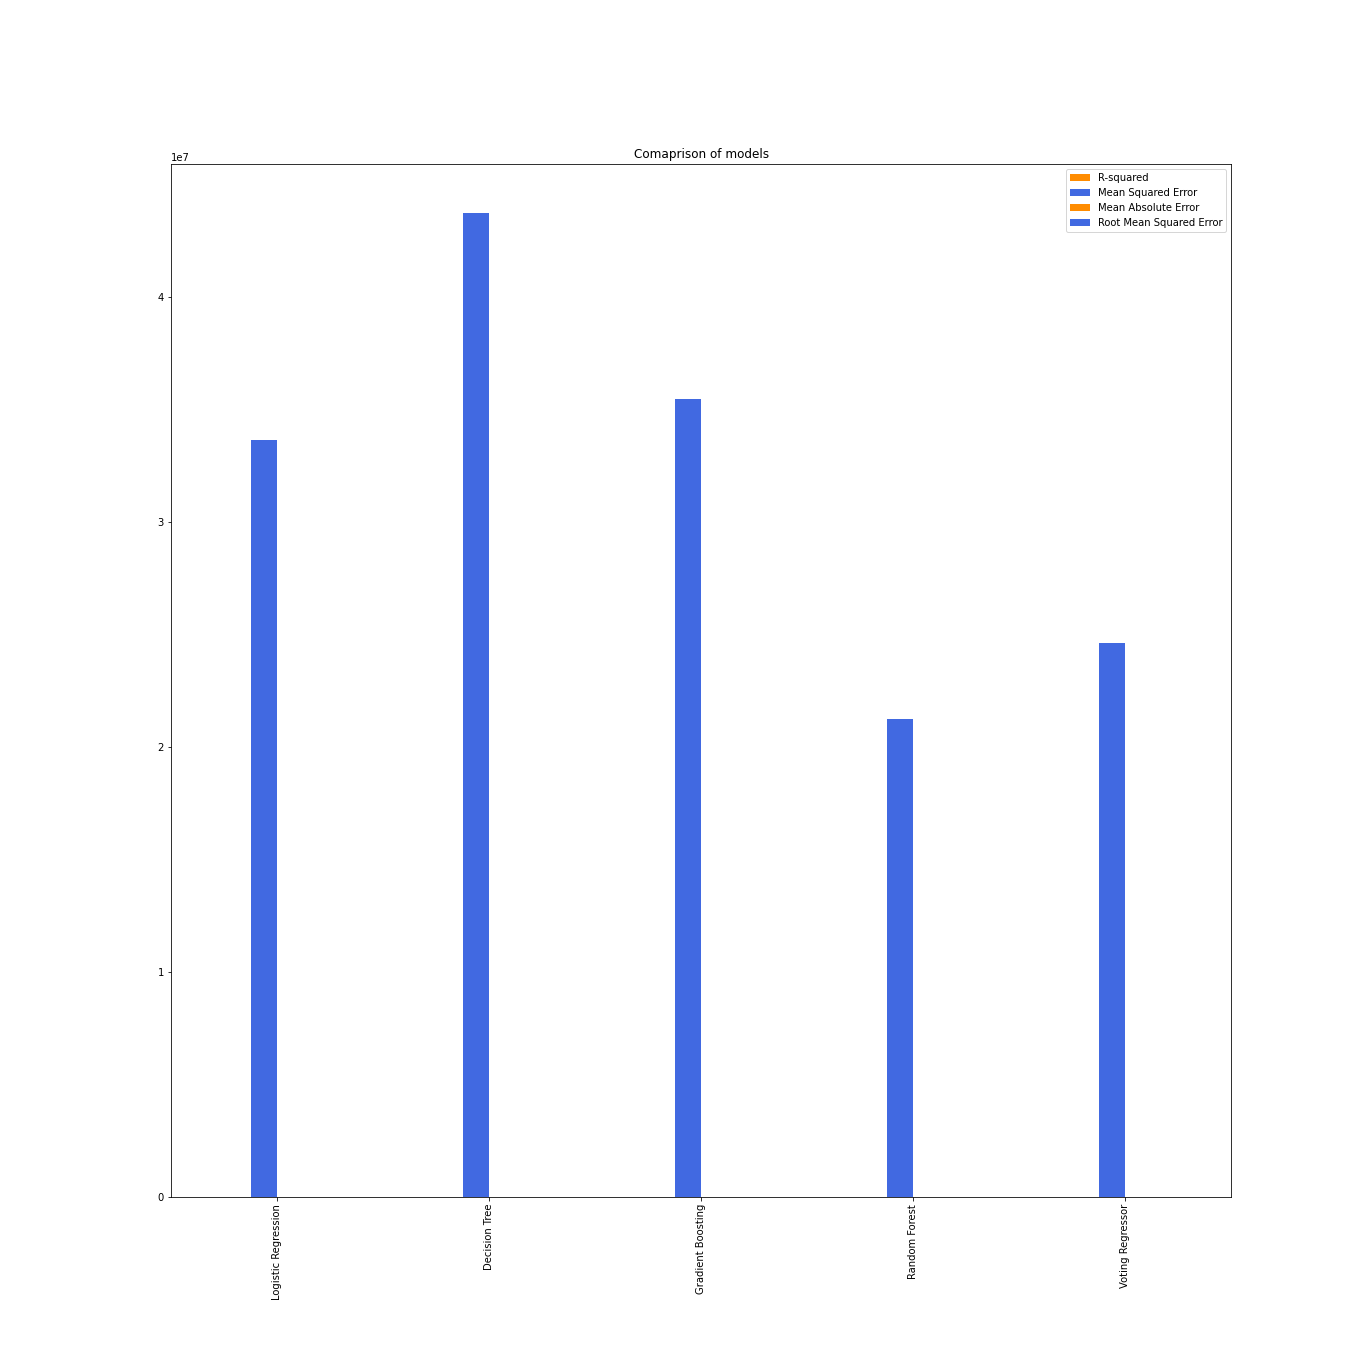 Comaprison of models
1e7
R-squared
Mean Squared Error
Mean Absolute Error
Root Mean Squared Error
4
3
2
1
0
Logistic Regression
Decision Tree
Gradient Boosting
Random Forest
Voting Regressor